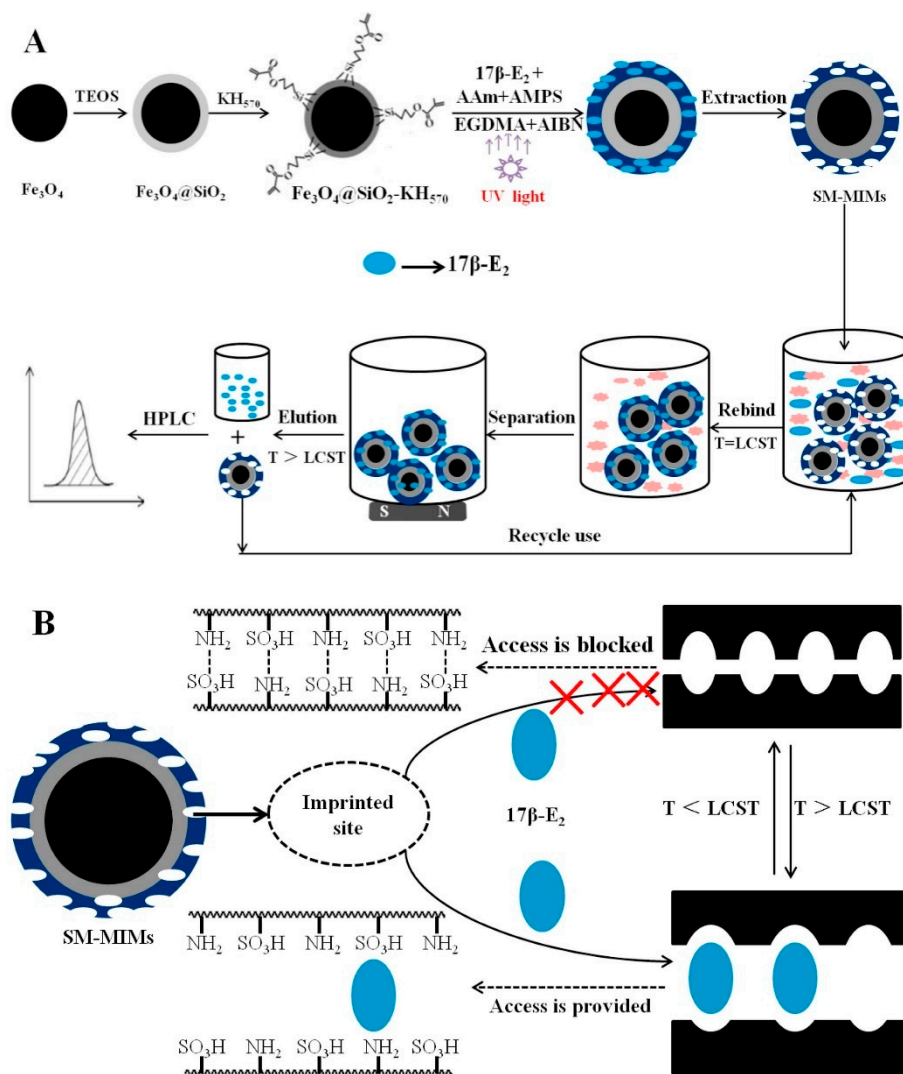 A
TEOS
KH₅₇₀
17β-E₂ +
AAm+AMPS
EGDMA+AIBN
UV light
Extraction
Fe₃O₄
Fe₃O₄@SiO₂
Fe₃O₄@SiO₂-KH₅₇₀
SM-MIMs
17β-E₂
HPLC
+
Elution
T > LCST
Separation
Rebind
T=LCST
S N
Recycle use
B
NH₂ SO₃H NH₂ SO₃H NH₂
SO₃H NH₂ SO₃H NH₂ SO₃H
Access is blocked
Imprinted
site
17β-E₂
T < LCST
T > LCST
SM-MIMs
NH₂ SO₃H NH₂ SO₃H NH₂
SO₃H NH₂ SO₃H NH₂ SO₃H
Access is provided